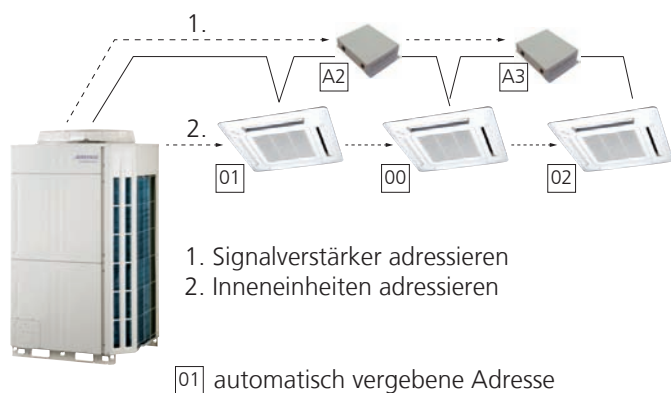 1.
A2
A3
2.
01
00
02
1. Signalverstärker adressieren
2. Inneneinheiten adressieren
01 automatisch vergebene Adresse